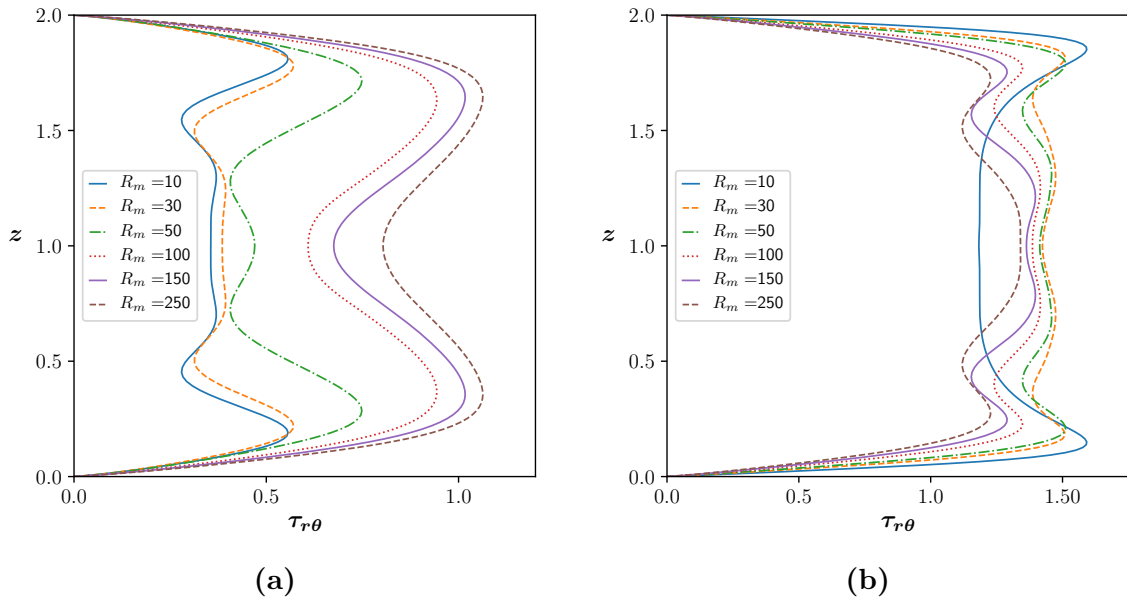 2.0
1.5
1.0
0.5
0.0
z
R_m =10
R_m =30
R_m =50
R_m =100
R_m =150
R_m =250
0.0 0.5 1.0
τ_rθ
(a)
2.0
1.5
1.0
0.5
0.0
z
R_m =10
R_m =30
R_m =50
R_m =100
R_m =150
R_m =250
0.0 0.5 1.0 1.50
τ_rθ
(b)